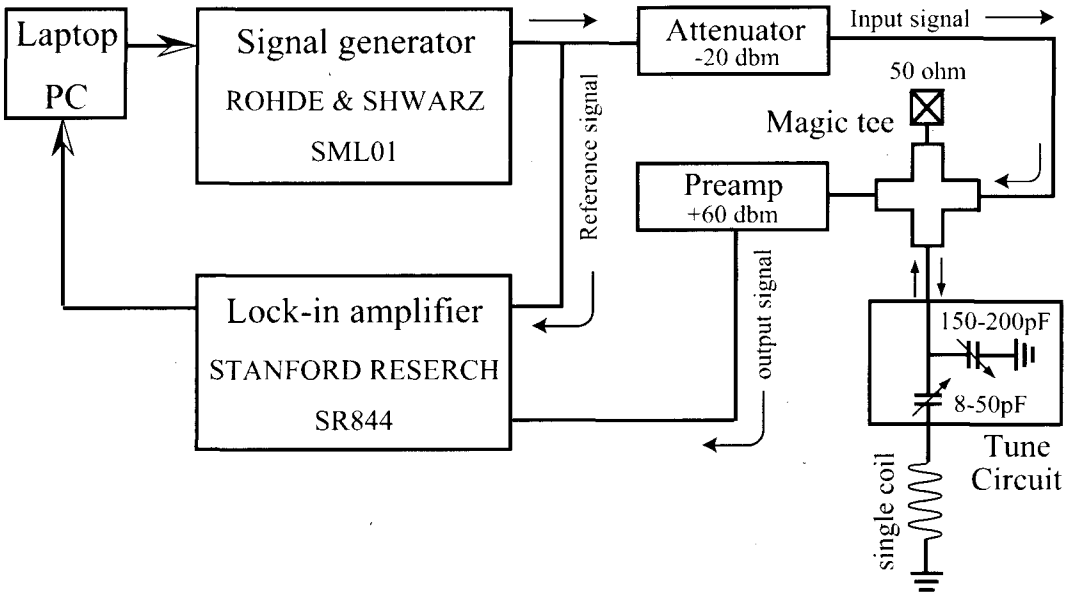 Laptop
PC
Signal generator
ROHDE & SHWARZ
SML01
Attenuator
-20 dbm
Input signal
50 ohm
Magic tee
Reference signal
Preamp
+60 dbm
output signal
Lock-in amplifier
STANFORD RESERCH
SR844
150-200pF
8-50pF
Tune
Circuit
single coil